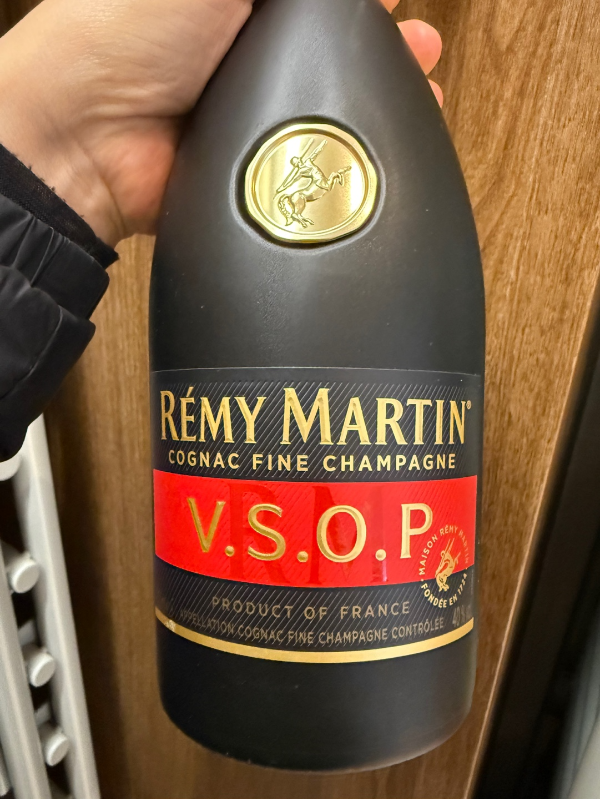 RÉMY MARTIN®
COGNAC FINE CHAMPAGNE
V.S.O.P
MAISON RÉMY MARTIN
FONDÉE EN 1724
PRODUCT OF FRANCE
APPELLATION COGNAC FINE CHAMPAGNE CONTRÔLÉE